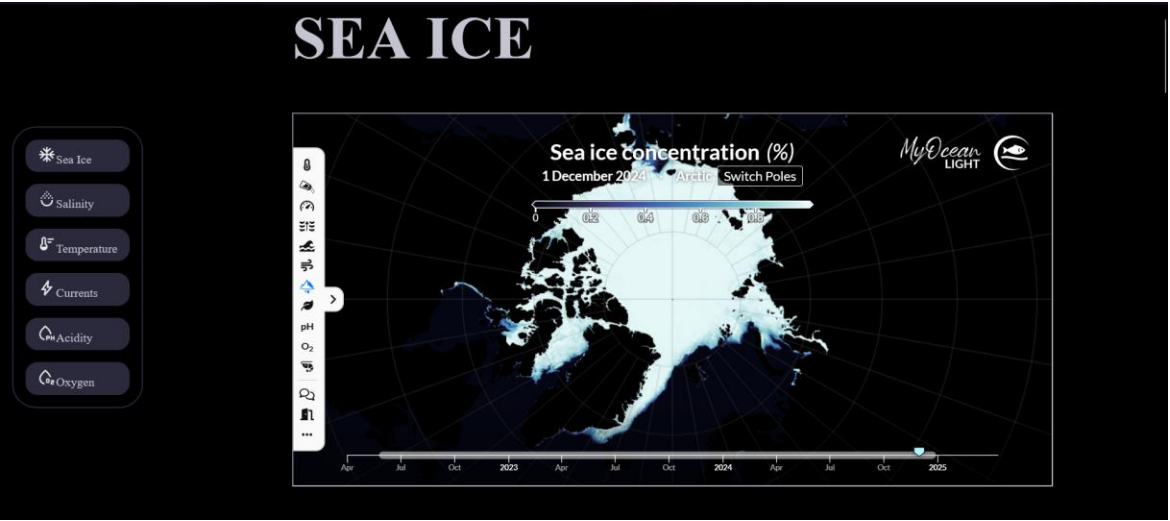 SEA ICE
Sea Ice
Salinity
Temperature
Currents
PH Acidity
O2 Oxygen
Sea ice concentration (%)
1 December 2024 • Arctic Switch Poles
0 0.2 0.4 0.6 0.8
MyOcean
LIGHT
pH
O₂
Apr Jul Oct 2023 Apr Jul Oct 2024 Apr Jul Oct 2025